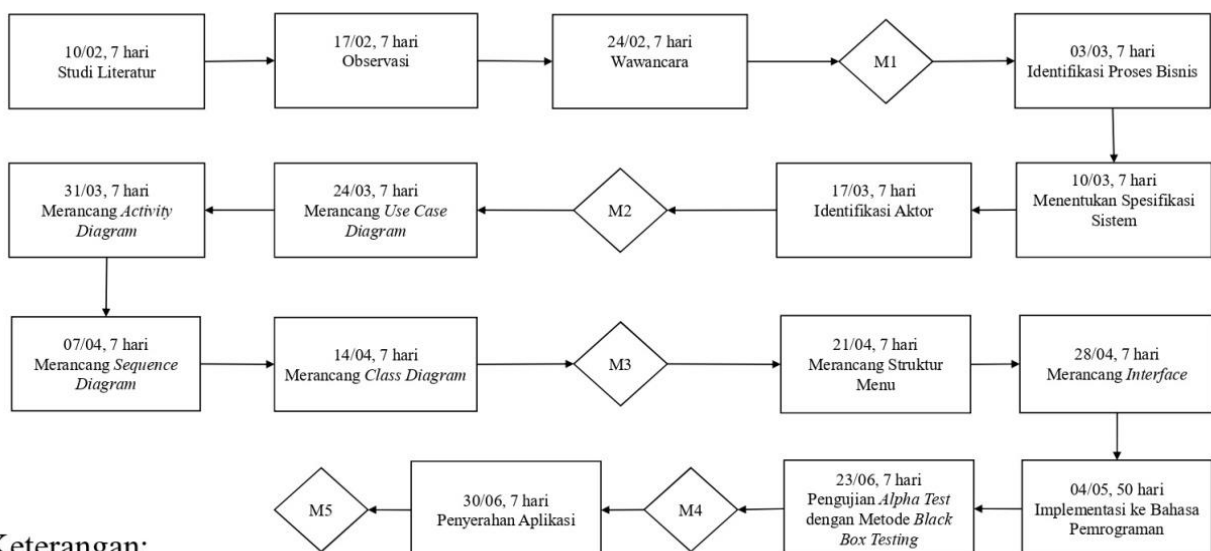 10/02, 7 hari
Studi Literatur
17/02, 7 hari
Observasi
24/02, 7 hari
Wawancara
M1
03/03, 7 hari
Identifikasi Proses Bisnis
10/03, 7 hari
Menentukan Spesifikasi
Sistem
17/03, 7 hari
Identifikasi Aktor
M2
24/03, 7 hari
Merancang Use Case
Diagram
31/03, 7 hari
Merancang Activity
Diagram
07/04, 7 hari
Merancang Sequence
Diagram
14/04, 7 hari
Merancang Class Diagram
M3
21/04, 7 hari
Merancang Struktur
Menu
28/04, 7 hari
Merancang Interface
04/05, 50 hari
Implementasi ke Bahasa
Pemrograman
23/06, 7 hari
Pengujian Alpha Test
dengan Metode Black
Box Testing
M4
30/06, 7 hari
Penyerahan Aplikasi
M5
Keterangan: